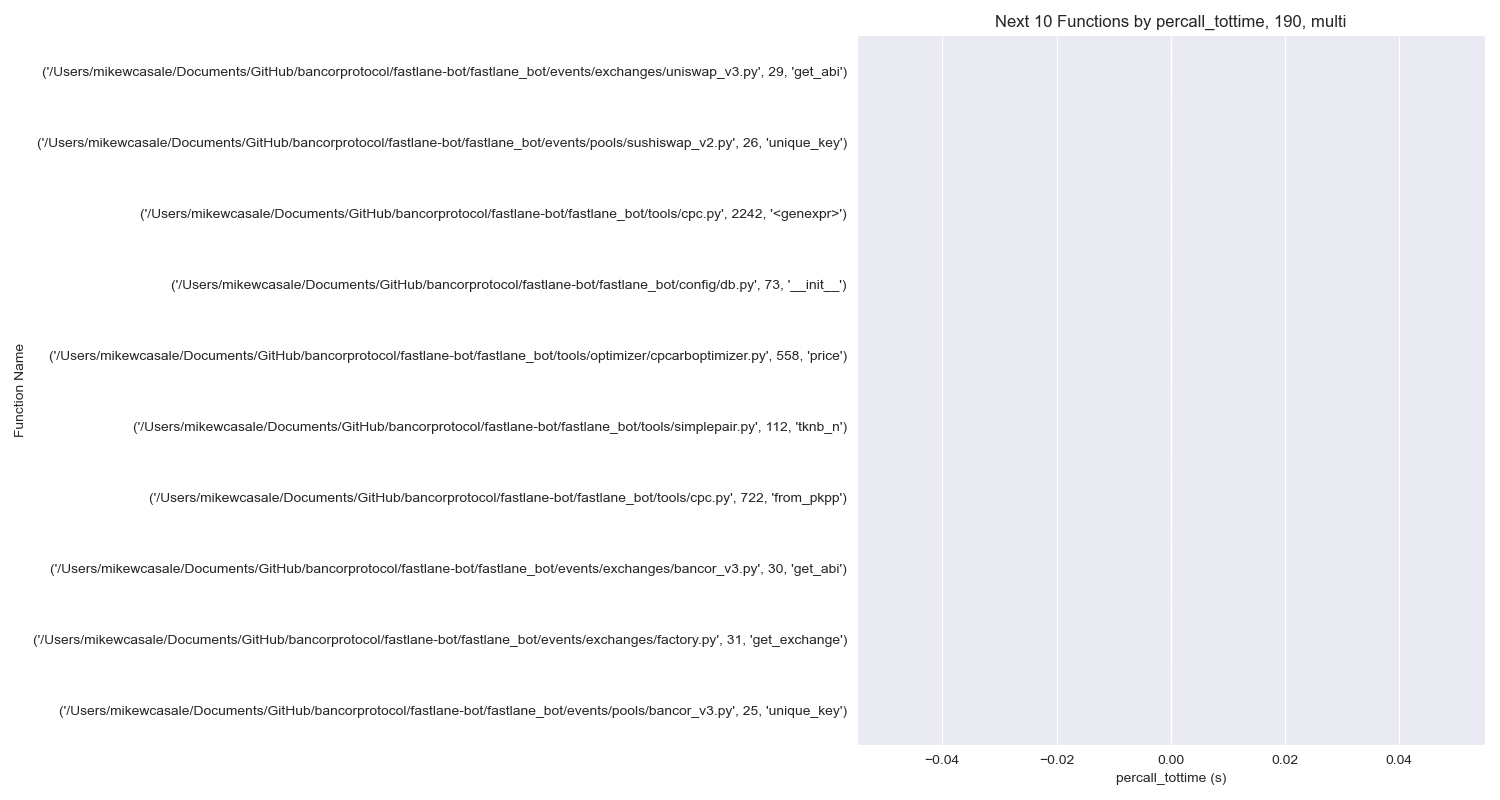 Next 10 Functions by percall_tottime, 190, multi
('/Users/mikewcasale/Documents/GitHub/bancorprotocol/fastlane-bot/fastlane_bot/events/exchanges/uniswap_v3.py', 29, 'get_abi')
('/Users/mikewcasale/Documents/GitHub/bancorprotocol/fastlane-bot/fastlane_bot/events/pools/sushiswap_v2.py', 26, 'unique_key')
('/Users/mikewcasale/Documents/GitHub/bancorprotocol/fastlane-bot/fastlane_bot/tools/cpc.py', 2242, '<genexpr>')
('/Users/mikewcasale/Documents/GitHub/bancorprotocol/fastlane-bot/fastlane_bot/config/db.py', 73, '__init__')
('/Users/mikewcasale/Documents/GitHub/bancorprotocol/fastlane-bot/fastlane_bot/tools/optimizer/cpcarboptimizer.py', 558, 'price')
('/Users/mikewcasale/Documents/GitHub/bancorprotocol/fastlane-bot/fastlane_bot/tools/simplepair.py', 112, 'tknb_n')
('/Users/mikewcasale/Documents/GitHub/bancorprotocol/fastlane-bot/fastlane_bot/tools/cpc.py', 722, 'from_pkpp')
('/Users/mikewcasale/Documents/GitHub/bancorprotocol/fastlane-bot/fastlane_bot/events/exchanges/bancor_v3.py', 30, 'get_abi')
('/Users/mikewcasale/Documents/GitHub/bancorprotocol/fastlane-bot/fastlane_bot/events/exchanges/factory.py', 31, 'get_exchange')
('/Users/mikewcasale/Documents/GitHub/bancorprotocol/fastlane-bot/fastlane_bot/events/pools/bancor_v3.py', 25, 'unique_key')
Function Name
−0.04 −0.02 0.00 0.02 0.04
percall_tottime (s)